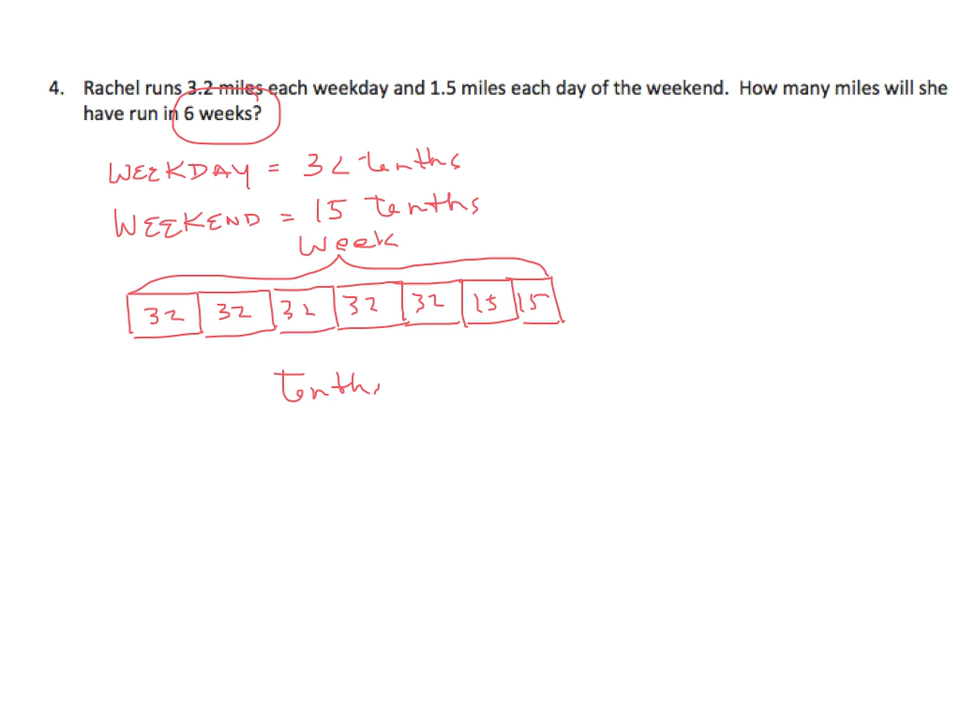 4. Rachel runs 3.2 miles each weekday and 1.5 miles each day of the weekend. How many miles will she
have run in 6 weeks?
WEEKDAY = 32 tenths
WEEKEND = 15 tenths
Week
32 32 32 32 32 15 15
Tenths